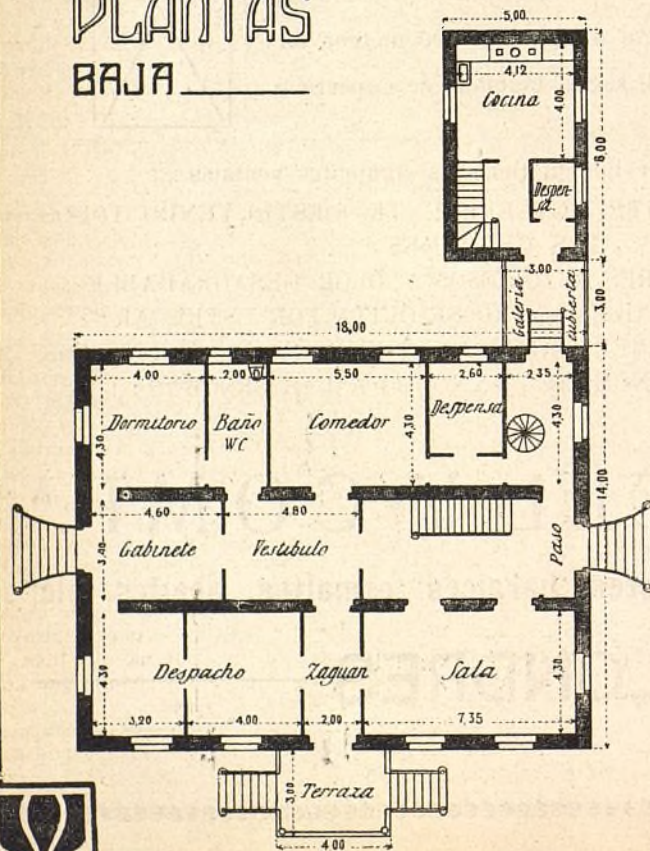 PLANTAS
BAJA
5,00
4,12
Cocina
4,00
8,00
Despen-
sa
3,00
Galeria
cubierta
3,00
18,00
4,00
2,00
5,50
2,60
2,35
Dormitorio
Baño
WC
Comedor
Despensa
4,30
4,30
4,30
14,00
4,60
4,80
Gabinete
Vestibulo
Paso
3,40
Despacho
Zaguan
Sala
4,30
4,30
3,20
4,00
2,00
7,35
Terraza
3,00
4,00